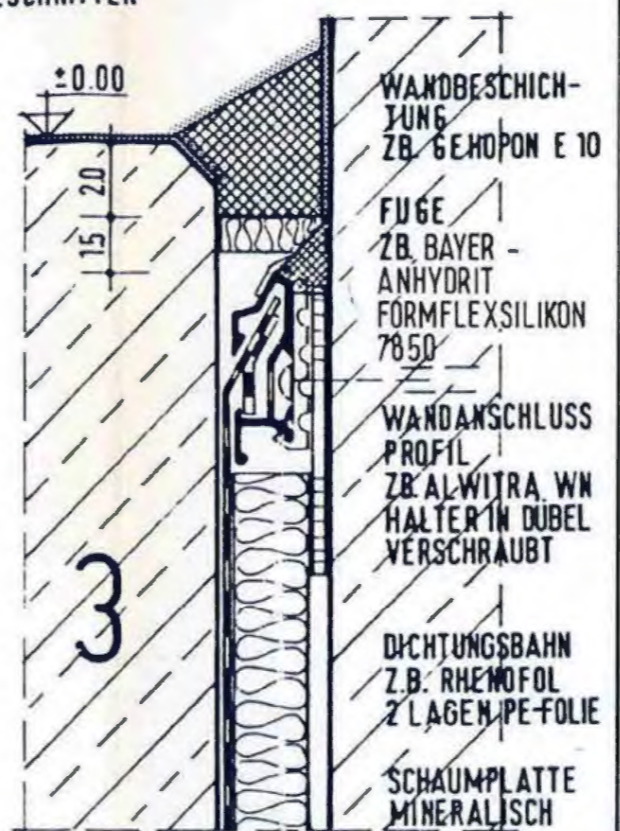 ±0.00
20
15
3
WANDBESCHICH-
TUNG
ZB. GEHOPON E 10
FUGE
ZB. BAYER -
ANHYDRIT
FORMFLEXSILIKON
7850
WANDANSCHLUSS
PROFIL
ZB. ALWITRA WN
HALTER IN DÜBEL
VERSCHRAUBT
DICHTUNGSBAHN
Z.B. RHENOFOL
2 LAGEN PE-FOLIE
SCHAUMPLATTE
MINERALISCH